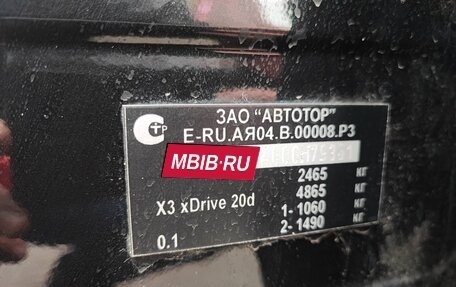 ЗАО "АВТОТОР"
E-RU.АЯ04.В.00008.Р3
MBIB.RU
2465 КГ
4865 КГ
X3 xDrive 20d 1-1060 КГ
0.1 2-1490 КГ